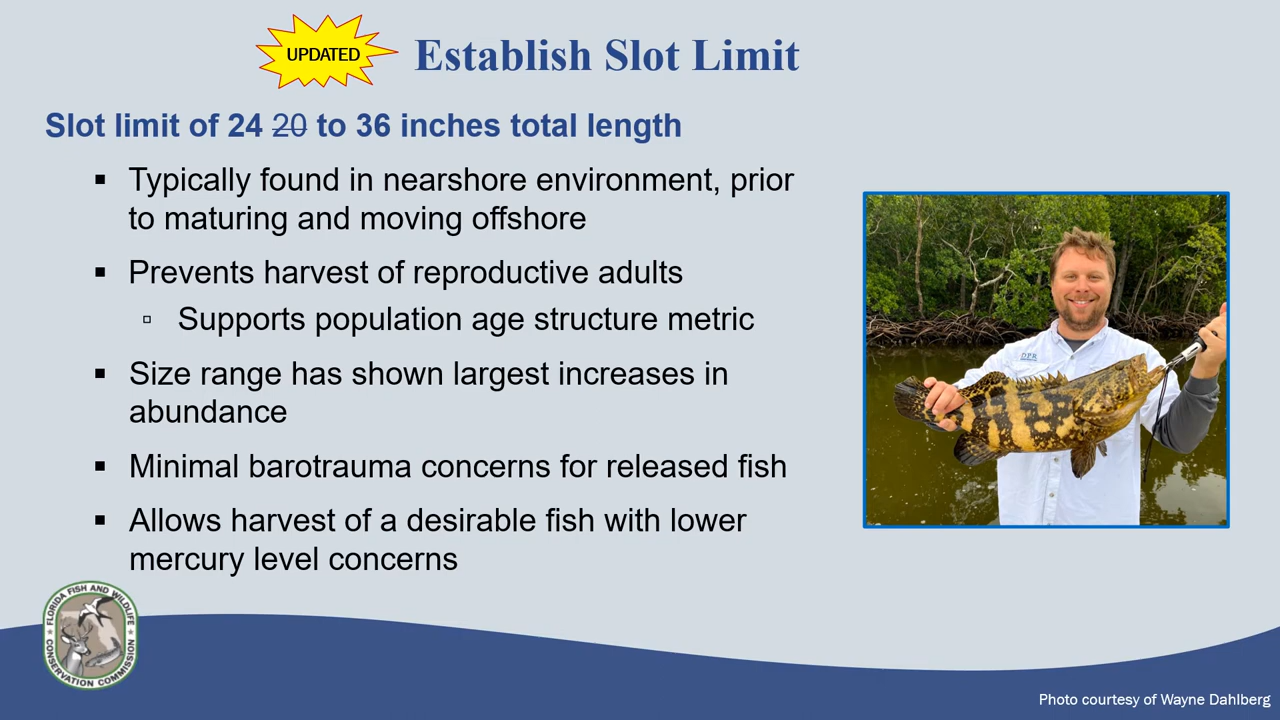 UPDATED
Establish Slot Limit
Slot limit of 24 20 to 36 inches total length
▪ Typically found in nearshore environment, prior
to maturing and moving offshore
▪ Prevents harvest of reproductive adults
▫ Supports population age structure metric
▪ Size range has shown largest increases in
abundance
▪ Minimal barotrauma concerns for released fish
▪ Allows harvest of a desirable fish with lower
mercury level concerns
DPR
FLORIDA FISH AND WILDLIFE
CONSERVATION COMMISSION
Photo courtesy of Wayne Dahlberg